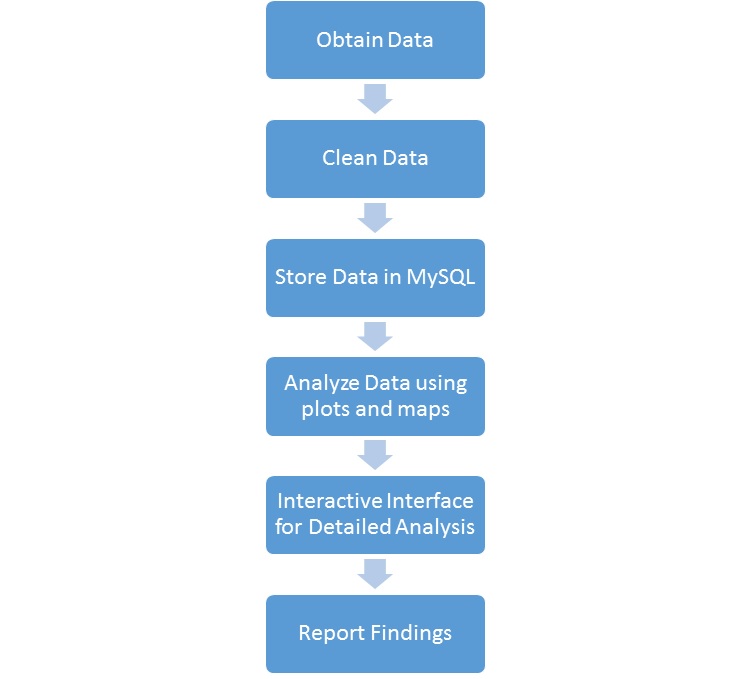 Obtain Data
Clean Data
Store Data in MySQL
Analyze Data using
plots and maps
Interactive Interface
for Detailed Analysis
Report Findings